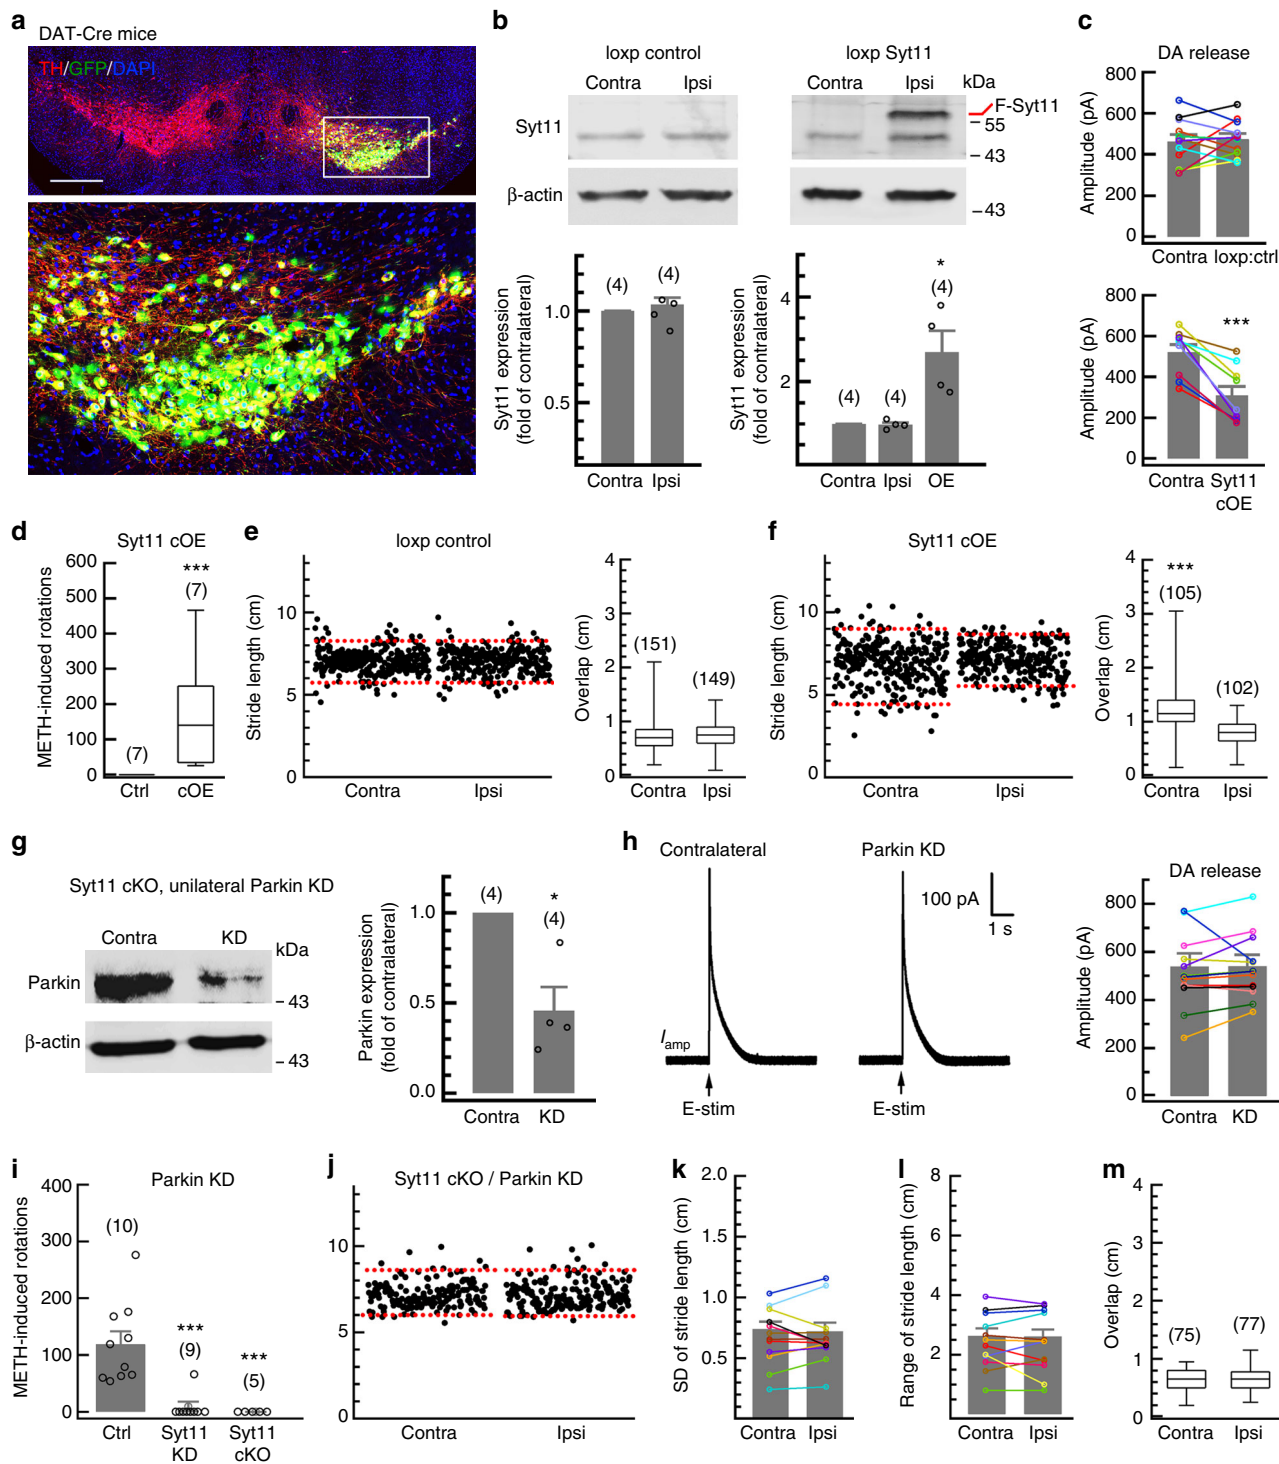 a
DAT-Cre mice
TH/GFP/DAPI
b
loxp control
Contra Ipsi
Syt11
β-actin
loxp Syt11
Contra Ipsi kDa
F-Syt11
55
43
43
Syt11 expression
(fold of contralateral)
1.0
0.5
(4) (4)
Contra Ipsi
Syt11 expression
(fold of contralateral)
4
2
(4) (4) (4)
*
Contra Ipsi OE
c
DA release
Amplitude (pA)
800
600
400
200
0
Contra loxp:ctrl
Amplitude (pA)
800
600
400
200
0
***
Contra Syt11
cOE
d
Syt11 cOE
METH-induced rotations
600
500
400
300
200
100
0
***
(7)
(7)
Ctrl cOE
e
loxp control
Stride length (cm)
10
5
0
Contra Ipsi
Overlap (cm)
4
3
2
1
0
(151)
(149)
Contra Ipsi
f
Syt11 cOE
Stride length (cm)
10
5
0
Contra Ipsi
Overlap (cm)
4
3
2
1
0
***
(105)
(102)
Contra Ipsi
g
Syt11 cKO, unilateral Parkin KD
Contra KD kDa
Parkin
43
β-actin
43
Parkin expression
(fold of contralateral)
1.0
0.5
0.0
(4)
*
(4)
Contra KD
h
Contralateral Parkin KD
100 pA
1 s
Iamp
E-stim E-stim
DA release
Amplitude (pA)
800
600
400
200
0
Contra KD
i
Parkin KD
METH-induced rotations
400
300
200
100
0
(10)
***
(9)
***
(5)
Ctrl Syt11 Syt11
KD cKO
j
Syt11 cKO / Parkin KD
10
5
0
Contra Ipsi
k
SD of stride length (cm)
2.0
1.0
0.5
0
Contra Ipsi
l
Range of stride length (cm)
8
6
4
2
Contra Ipsi
m
Overlap (cm)
4
3
2
1
0
(75) (77)
Contra Ipsi